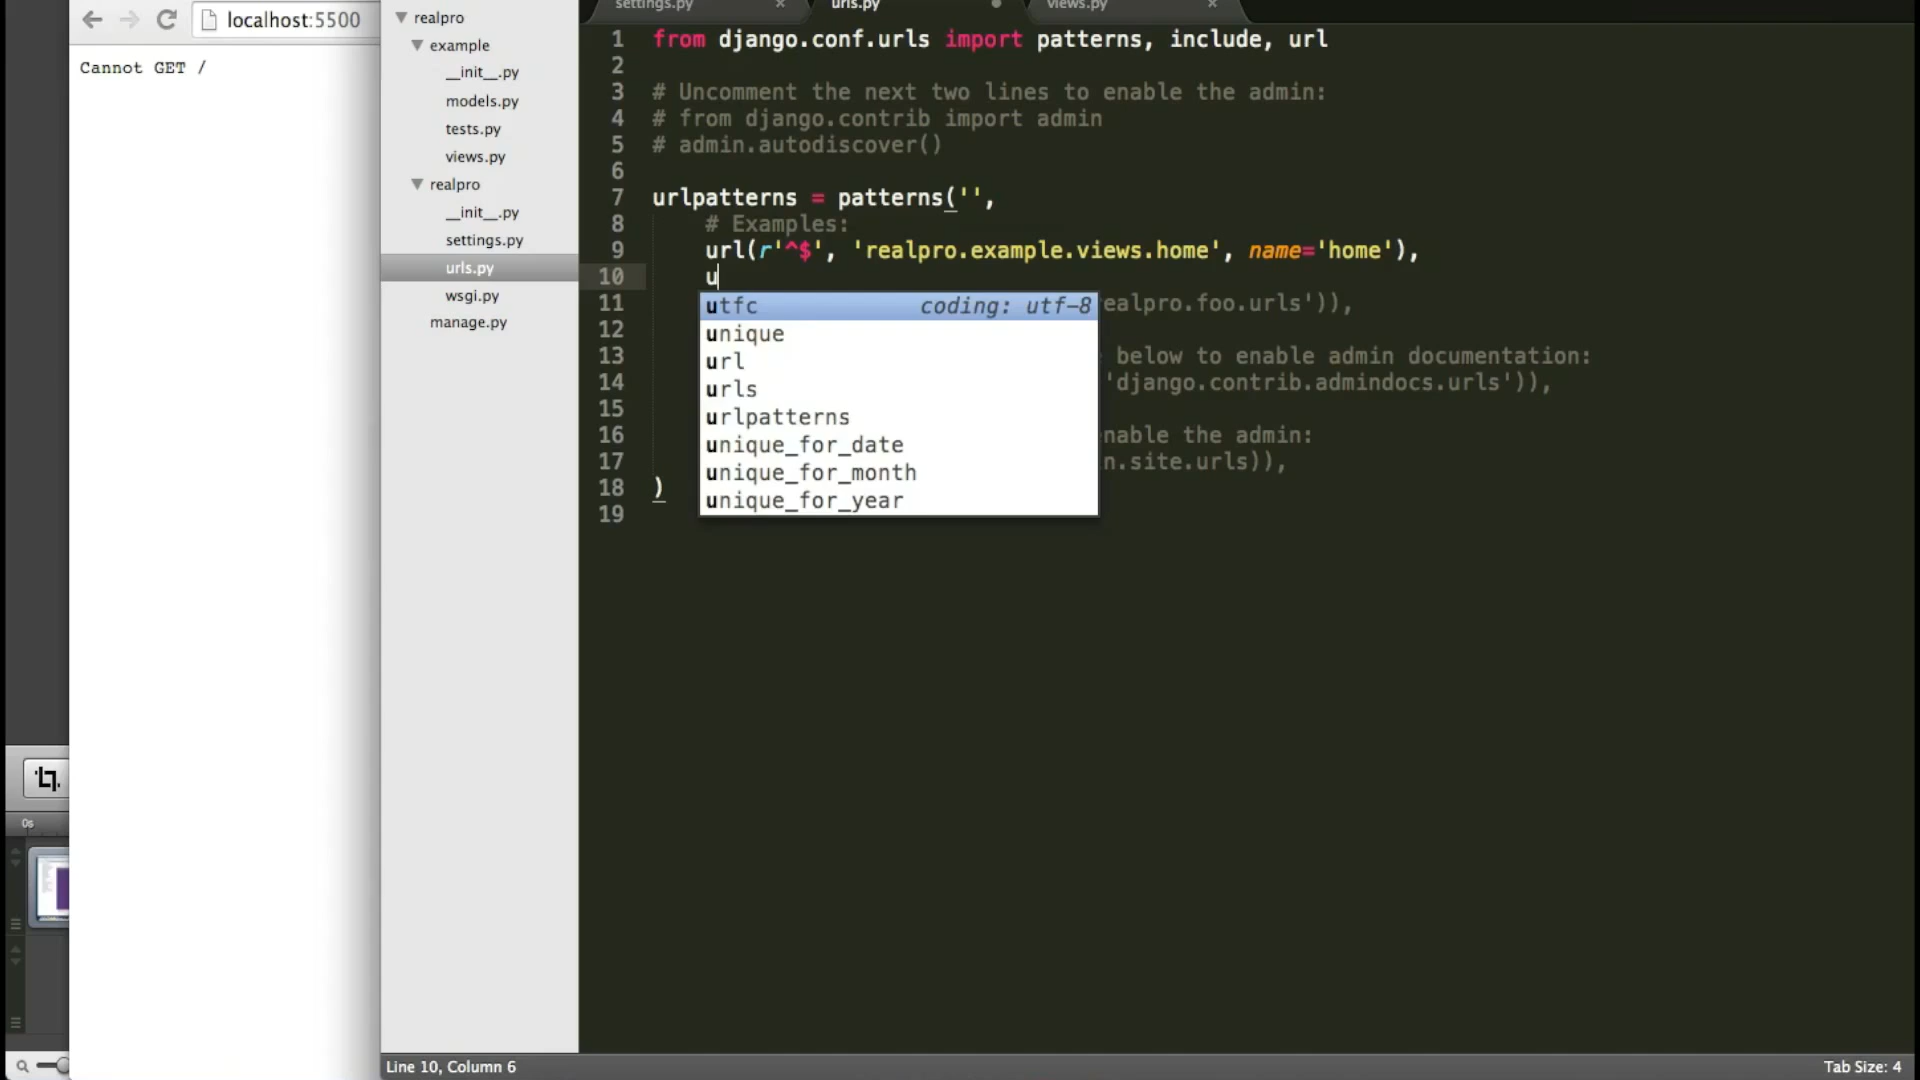 localhost:5500
Cannot GET /
0s
realpro
example
__init__.py
models.py
tests.py
views.py
realpro
__init__.py
settings.py
urls.py
wsgi.py
manage.py
settings.py × urls.py views.py ×
1 from django.conf.urls import patterns, include, url
2
3 # Uncomment the next two lines to enable the admin:
4 # from django.contrib import admin
5 # admin.autodiscover()
6
7 urlpatterns = patterns('',
8 # Examples:
9 url(r'^$', 'realpro.example.views.home', name='home'),
10 u
11 ealpro.foo.urls')),
12
13 below to enable admin documentation:
14 'django.contrib.admindocs.urls')),
15
16 nable the admin:
17 n.site.urls)),
18 )
19
utfc coding: utf-8
unique
url
urls
urlpatterns
unique_for_date
unique_for_month
unique_for_year
Line 10, Column 6
Tab Size: 4